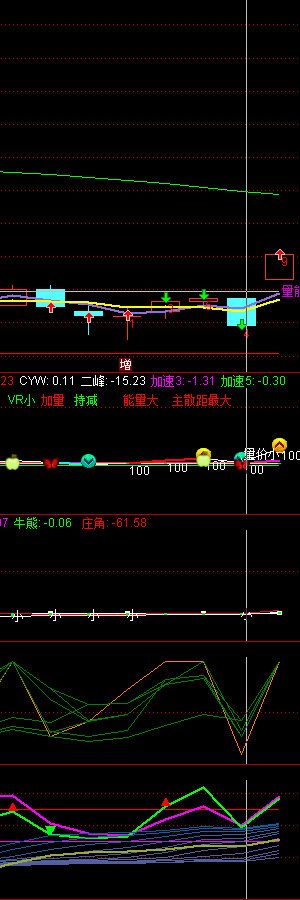 9
量能
增
23 CYW: 0.11 二峰: -15.23 加速3: -1.31 加速5: -0.30
VR小 加量 持减 能量大 主散距最大
量价小100
100 100 100 00
07 牛熊: -0.06 庄角: -61.58
小 小 小 小